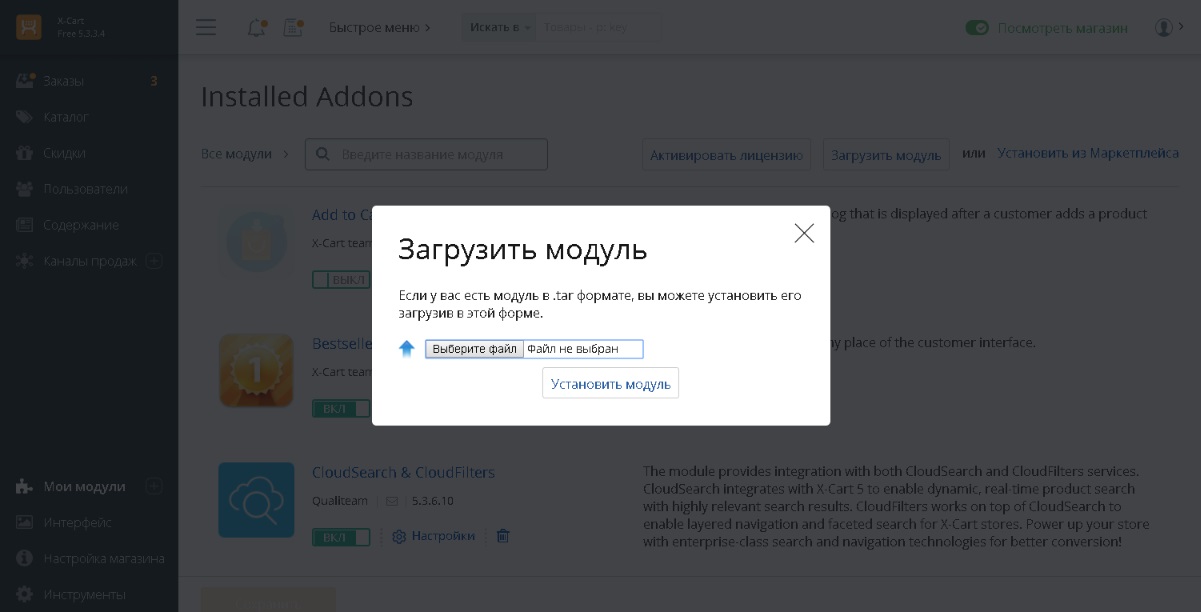 X-Cart
Free 5.3.3.4
Быстрое меню
Искать в
Товары - o: key
Посмотреть магазин
Заказы 3
Каталог
Скидки
Пользователи
Содержание
Каналы продаж
Мои модули
Интерфейс
Настройка магазина
Инструменты
Installed Addons
Все модули
Введите название модуля
Активировать лицензию
Загрузить модуль
или
Установить из Маркетплейса
Add to
X-Cart
og that is displayed after a customer adds a product
ВЫКЛ
Загрузить модуль
Если у вас есть модуль в .tar формате, вы можете установить его
загрузив в этой форме.
Выберите файл Файл не выбран
Установить модуль
Bestselle
X-Cart
ny place of the customer interface.
1
ВКЛ
CloudSearch & CloudFilters
Qualiteam 5.3.6.10
ВКЛ Настройки
The module provides integration with both CloudSearch and CloudFilters services.
CloudSearch integrates with X-Cart 5 to enable dynamic, real-time product search
with highly relevant search results. CloudFilters works on top of CloudSearch to
enable layered navigation and faceted search for X-Cart stores. Power up your store
with enterprise-class search and navigation technologies for better conversion!